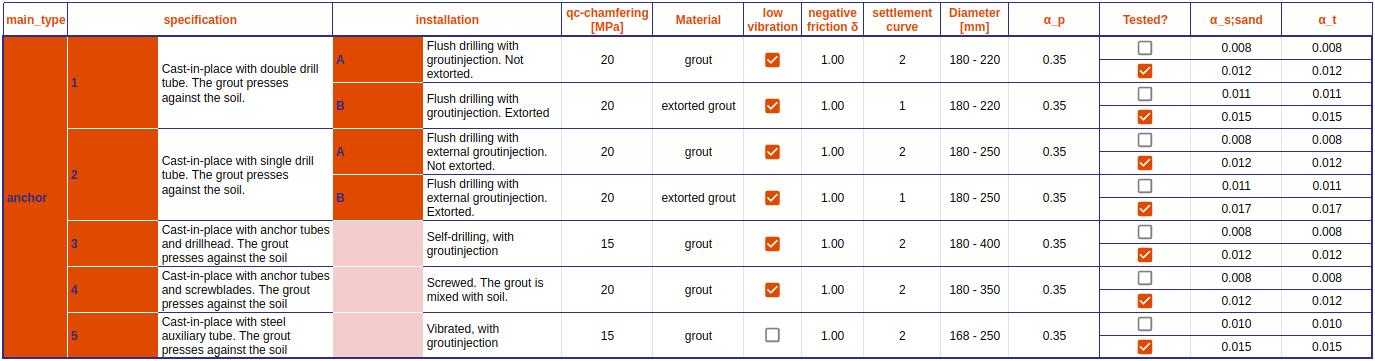 main_type specification installation qc-chamfering [MPa] Material low vibration negative friction δ settlement curve Diameter [mm] α_p Tested? α_s;sand α_t
anchor
1 Cast-in-place with double drill tube. The grout presses against the soil.
A Flush drilling with groutinjection. Not extorted. 20 grout 1.00 2 180 - 220 0.35
0.008 0.008
0.012 0.012
B Flush drilling with groutinjection. Extorted 20 extorted grout 1.00 1 180 - 220 0.35
0.011 0.011
0.015 0.015
2 Cast-in-place with single drill tube. The grout presses against the soil.
A Flush drilling with external groutinjection. Not extorted. 20 grout 1.00 2 180 - 250 0.35
0.008 0.008
0.012 0.012
B Flush drilling with external groutinjection. Extorted. 20 extorted grout 1.00 1 180 - 250 0.35
0.011 0.011
0.017 0.017
3 Cast-in-place with anchor tubes and drillhead. The grout presses against the soil Self-drilling, with groutinjection 15 grout 1.00 2 180 - 400 0.35
0.008 0.008
0.012 0.012
4 Cast-in-place with anchor tubes and screwblades. The grout presses against the soil Screwed. The grout is mixed with soil. 20 grout 1.00 2 180 - 350 0.35
0.008 0.008
0.012 0.012
5 Cast-in-place with steel auxiliary tube. The grout presses against the soil Vibrated, with groutinjection 15 grout 1.00 2 168 - 250 0.35
0.010 0.010
0.015 0.015